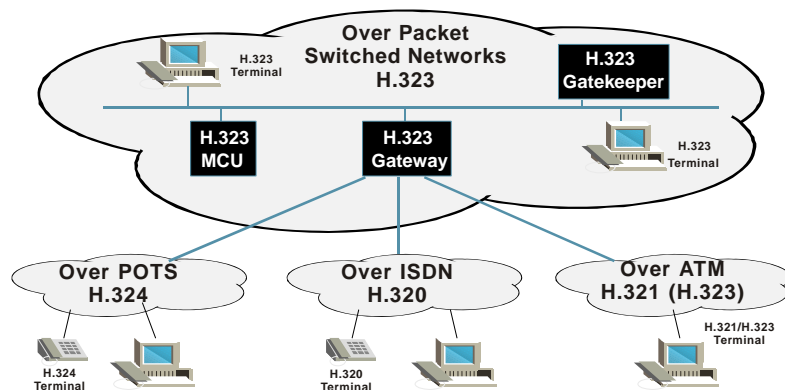 Over Packet
Switched Networks
H.323
H.323
Terminal
H.323
Gatekeeper
H.323
MCU
H.323
Gateway
H.323
Terminal
Over POTS
H.324
Over ISDN
H.320
Over ATM
H.321 (H.323)
H.324
Terminal
H.320
Terminal
H.321/H.323
Terminal